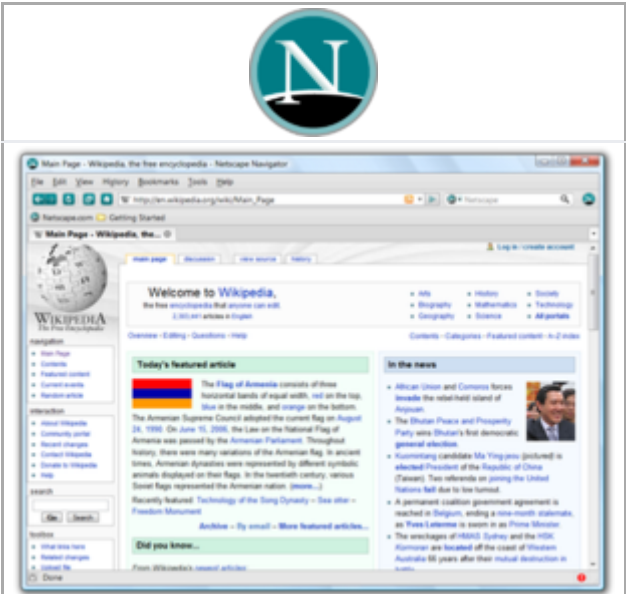 N
Main Page - Wikipedia, the free encyclopedia - Netscape Navigator
File Edit View History Bookmarks Tools Help
W http://en.wikipedia.org/wiki/Main_Page
Netscape
Netscape.com Getting Started
W Main Page - Wikipedia, the...
Log in / create account
main page discussion view source history
WIKIPEDIA
The Free Encyclopedia
navigation
Main Page
Contents
Featured content
Current events
Random article
interaction
About Wikipedia
Community portal
Recent changes
Contact Wikipedia
Donate to Wikipedia
Help
search
Go Search
toolbox
What links here
Related changes
Upload file
Welcome to Wikipedia,
the free encyclopedia that anyone can edit.
articles in English
Arts
Biography
Geography
History
Mathematics
Science
Society
Technology
All portals
Overview · Editing · Questions · Help
Contents · Categories · Featured content · A–Z index
Today's featured article
The Flag of Armenia consists of three
horizontal bands of equal width, red on the top,
blue in the middle, and orange on the bottom.
The Armenian Supreme Council adopted the current flag on August
24, 1990. On June 15, 2006, the Law on the National Flag of
Armenia was passed by the Armenian Parliament. Throughout
history, there were many variations of the Armenian flag. In ancient
times, Armenian dynasties were represented by different symbolic
animals displayed on their flags. In the twentieth century, various
Soviet flags represented the Armenian nation. (more...)
Recently featured: Technology of the Song Dynasty – Sea otter –
Freedom Monument
Archive – By email – More featured articles...
Did you know...
From Wikipedia's newest articles:
In the news
African Union and Comoros forces
invade the rebel-held island of
Anjouan.
The Bhutan Peace and Prosperity
Party wins Bhutan's first democratic
general election.
Kuomintang candidate Ma Ying-jeou (pictured) is
elected President of the Republic of China
(Taiwan). Two referenda on joining the United
Nations fail due to low turnout.
A permanent coalition government agreement is
reached in Belgium, ending a nine-month stalemate,
as Yves Leterme is sworn in as Prime Minister.
The wreckages of HMAS Sydney and the HSK
Kormoran are located off the coast of Western
Australia 66 years after their mutual destruction in
battle.
Done